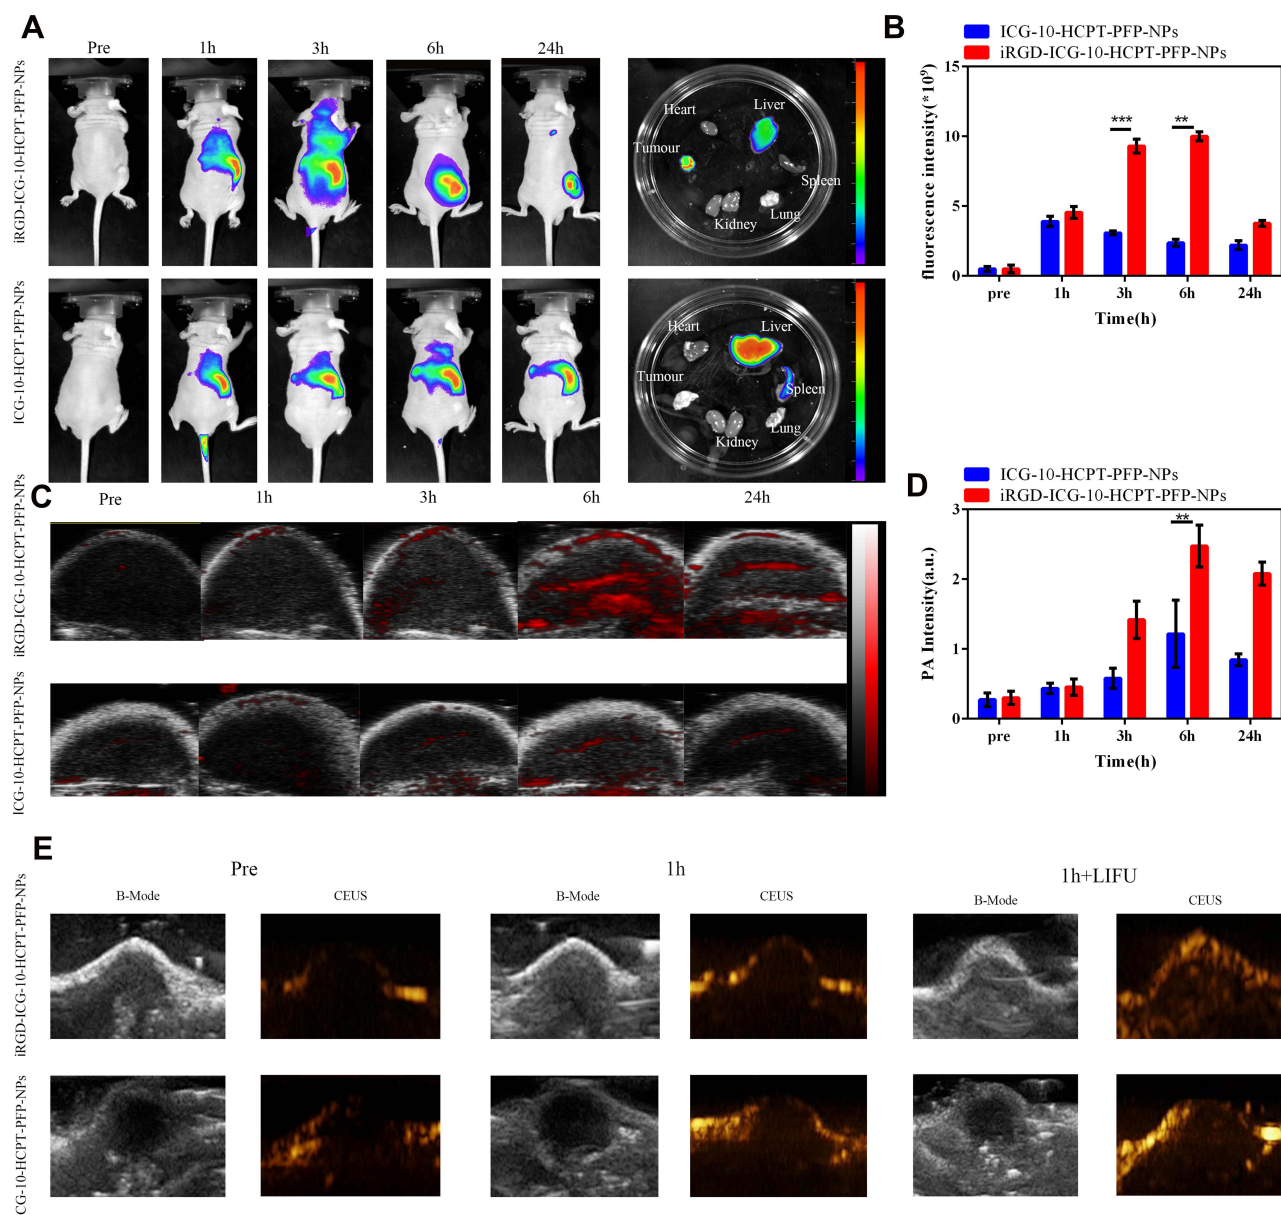 A
Pre
1h
3h
6h
24h
iRGD-ICG-10-HCPT-PFP-NPs
Heart
Liver
Tumour
Spleen
Kidney
Lung
ICG-10-HCPT-PFP-NPs
Heart
Liver
Tumour
Spleen
Kidney
Lung
B
ICG-10-HCPT-PFP-NPs
iRGD-ICG-10-HCPT-PFP-NPs
fluorescence intensity(*10⁹)
15
10
5
0
***
**
pre
1h
3h
6h
24h
Time(h)
C
Pre
1h
3h
6h
24h
iRGD-ICG-10-HCPT-PFP-NPs
ICG-10-HCPT-PFP-NPs
D
ICG-10-HCPT-PFP-NPs
iRGD-ICG-10-HCPT-PFP-NPs
PA Intensity(a.u.)
3
2
1
0
**
pre
1h
3h
6h
24h
Time(h)
E
Pre
1h
1h+LIFU
B-Mode
CEUS
B-Mode
CEUS
B-Mode
CEUS
iRGD-ICG-10-HCPT-PFP-NPs
CG-10-HCPT-PFP-NPs